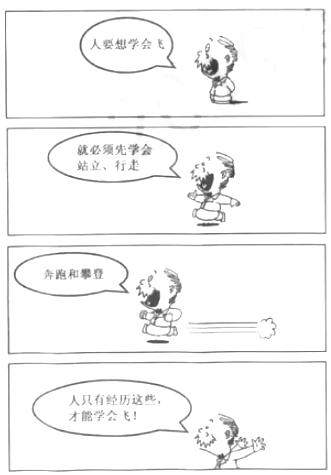 人要想学会飞
就必须先学会
站立、行走
奔跑和攀登
人只有经历这些，
才能学会飞！